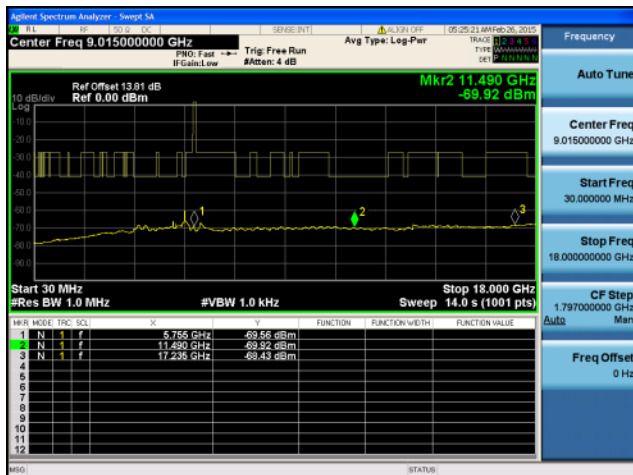 Agilent Spectrum Analyzer - Swept SA
RL RF 50 Ω DC SENSE:INT ALIGN OFF 05:25:21 AM Feb 26, 2015
Center Freq 9.015000000 GHz
PNO: Fast
IFGain:Low
Trig: Free Run
#Atten: 4 dB
Avg Type: Log-Pwr
TRACE 1 2 3 4 5 6
TYPE
DET P N N N N N
Ref Offset 13.81 dB
Ref 0.00 dBm
10 dB/div
Log
Mkr2 11.490 GHz
-69.92 dBm
-10.0
-20.0
-30.0
-40.0
-50.0
-60.0
-70.0
-80.0
-90.0
1
2
3
Start 30 MHz
#Res BW 1.0 MHz
#VBW 1.0 kHz
Stop 18.000 GHz
Sweep 14.0 s (1001 pts)
MKR MODE TRC SCL X Y FUNCTION FUNCTION WIDTH FUNCTION VALUE
1 N 1 f 5.755 GHz -69.56 dBm
2 N 1 f 11.490 GHz -69.92 dBm
3 N 1 f 17.235 GHz -68.43 dBm
4
5
6
7
8
9
10
11
12
MSG STATUS
Frequency
Auto Tune
Center Freq
9.015000000 GHz
Start Freq
30.000000 MHz
Stop Freq
18.000000000 GHz
CF Step
1.797000000 GHz
Auto Man
Freq Offset
0 Hz